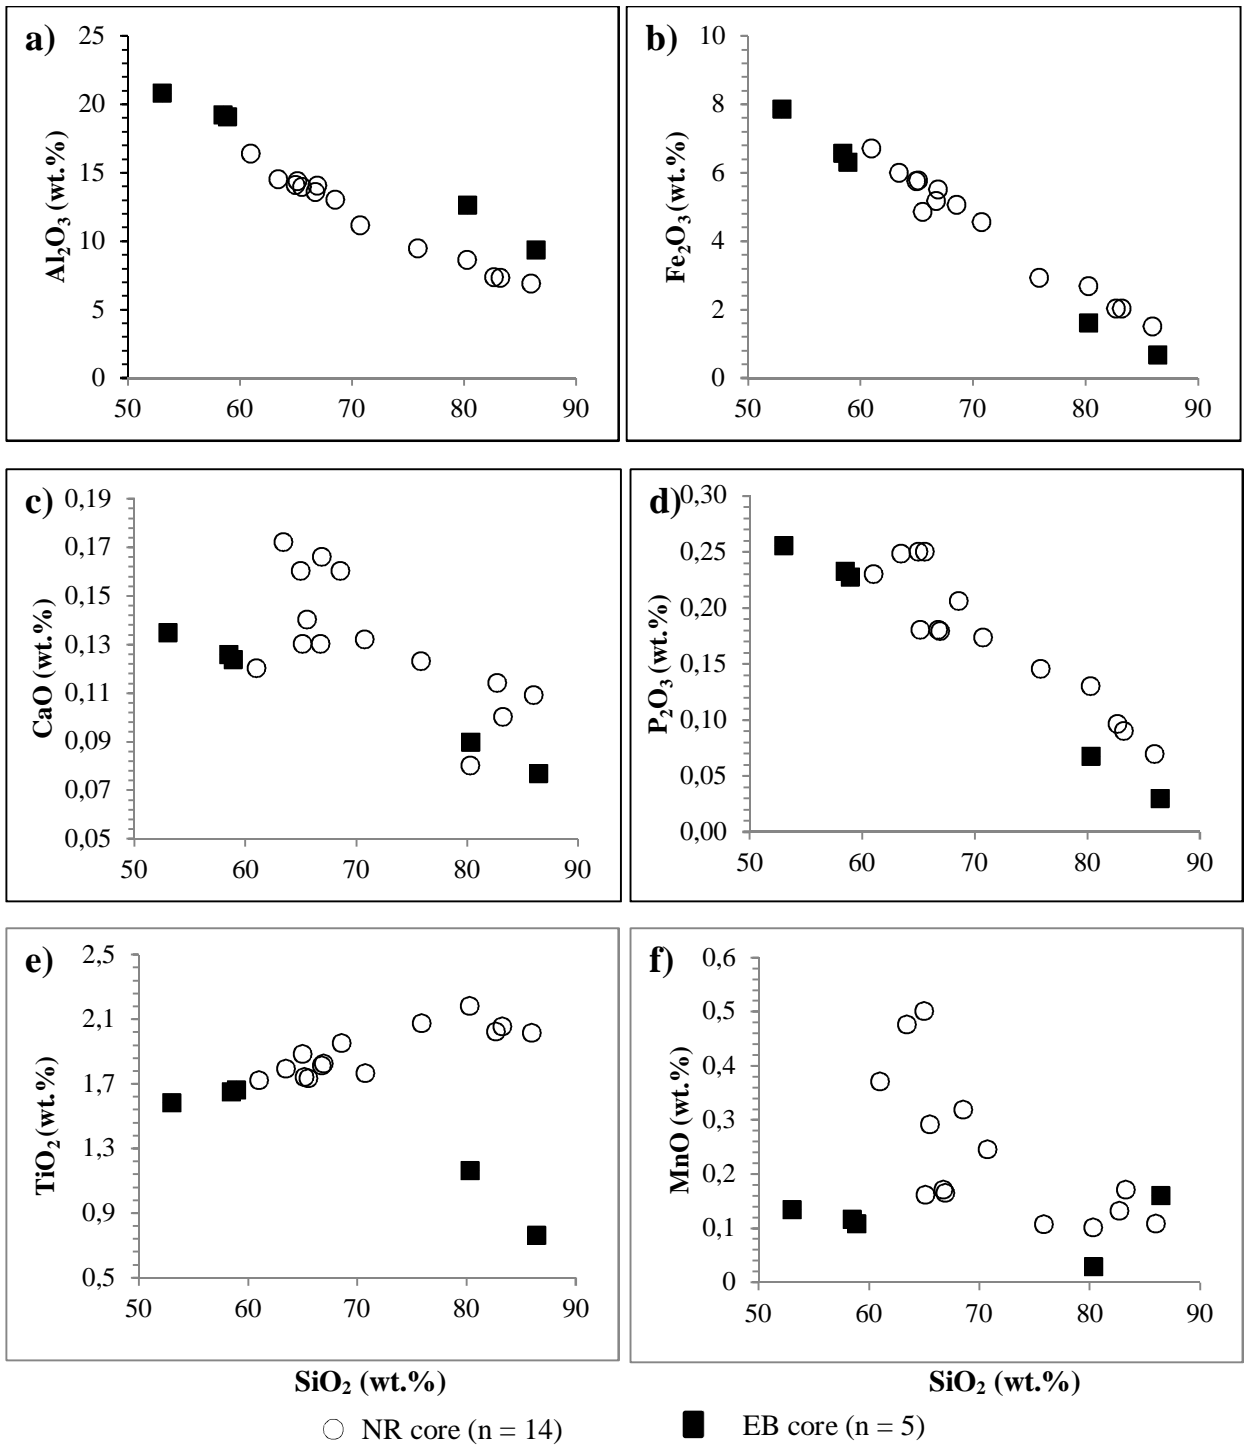 a)
25
20
15
10
5
0
Al₂O₃ (wt.%)
50 60 70 80 90
b)
10
8
6
4
2
0
Fe₂O₃ (wt.%)
50 60 70 80 90
c)
0,19
0,17
0,15
0,13
0,11
0,09
0,07
0,05
CaO (wt.%)
50 60 70 80 90
d)
0,30
0,25
0,20
0,15
0,10
0,05
0,00
P₂O₃ (wt.%)
50 60 70 80 90
e)
2,5
2,1
1,7
1,3
0,9
0,5
TiO₂ (wt.%)
50 60 70 80 90
f)
0,6
0,5
0,4
0,3
0,2
0,1
0
MnO (wt.%)
50 60 70 80 90
SiO₂ (wt.%) SiO₂ (wt.%)
NR core (n = 14) EB core (n = 5)